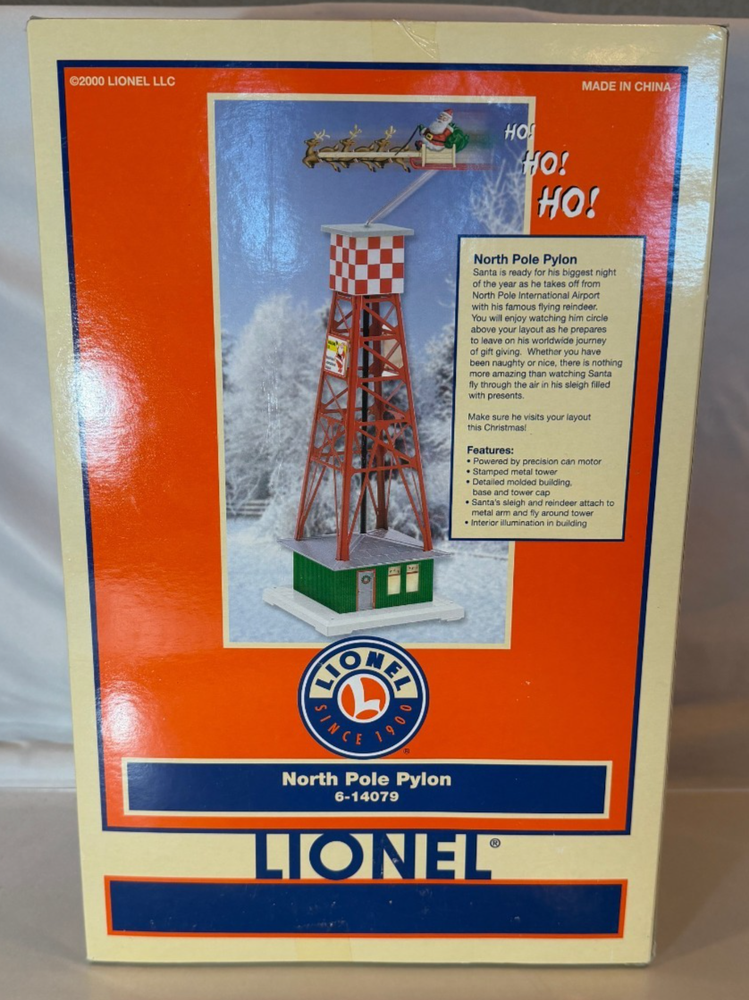 ©2000 LIONEL LLC
MADE IN CHINA
HO!
HO!
HO!
North Pole Pylon
Santa is ready for his biggest night
of the year as he takes off from
North Pole International Airport
with his famous flying reindeer.
You will enjoy watching him circle
above your layout as he prepares
to leave on his worldwide journey
of gift giving. Whether you have
been naughty or nice, there is nothing
more amazing than watching Santa
fly through the air in his sleigh filled
with presents.
Make sure he visits your layout
this Christmas!
Features:
• Powered by precision can motor
• Stamped metal tower
• Detailed molded building,
base and tower cap
• Santa's sleigh and reindeer attach to
metal arm and fly around tower
• Interior illumination in building
LIONEL
L
SINCE 1900
®
North Pole Pylon
6-14079
LIONEL®